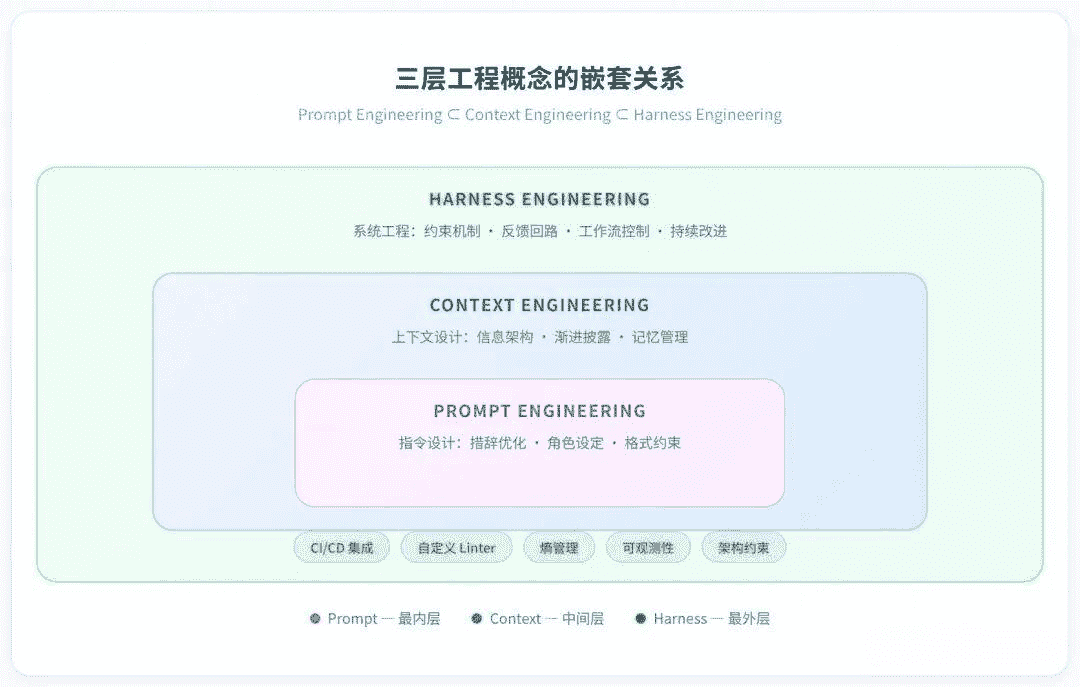 三层工程概念的嵌套关系
Prompt Engineering ⊂ Context Engineering ⊂ Harness Engineering
HARNESS ENGINEERING
系统工程：约束机制 · 反馈回路 · 工作流控制 · 持续改进
CONTEXT ENGINEERING
上下文设计：信息架构 · 渐进披露 · 记忆管理
PROMPT ENGINEERING
指令设计：措辞优化 · 角色设定 · 格式约束
CI/CD 集成 自定义 Linter 熵管理 可观测性 架构约束
Prompt — 最内层 Context — 中间层 Harness — 最外层